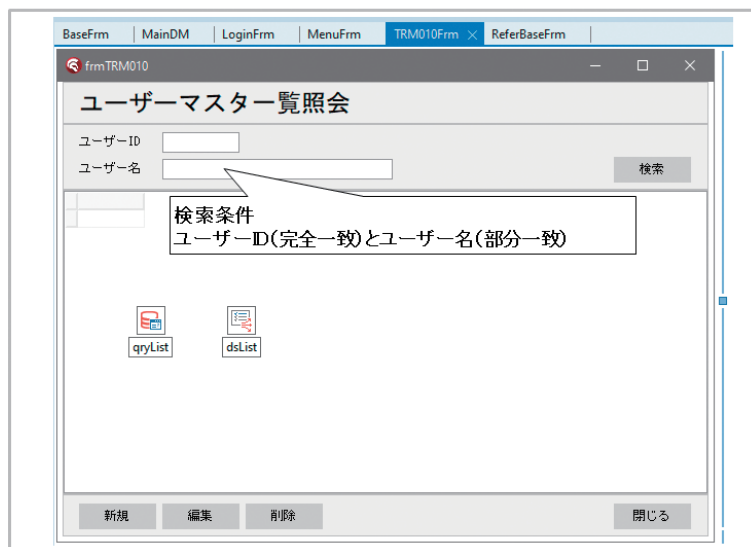 BaseFrm MainDM LoginFrm MenuFrm TRM010Frm ReferBaseFrm
frmTRM010
ユーザーマスタ一覧照会
ユーザーID
ユーザー名
検索
検索条件
ユーザーID(完全一致)とユーザー名(部分一致)
qryList dsList
新規 編集 削除 閉じる